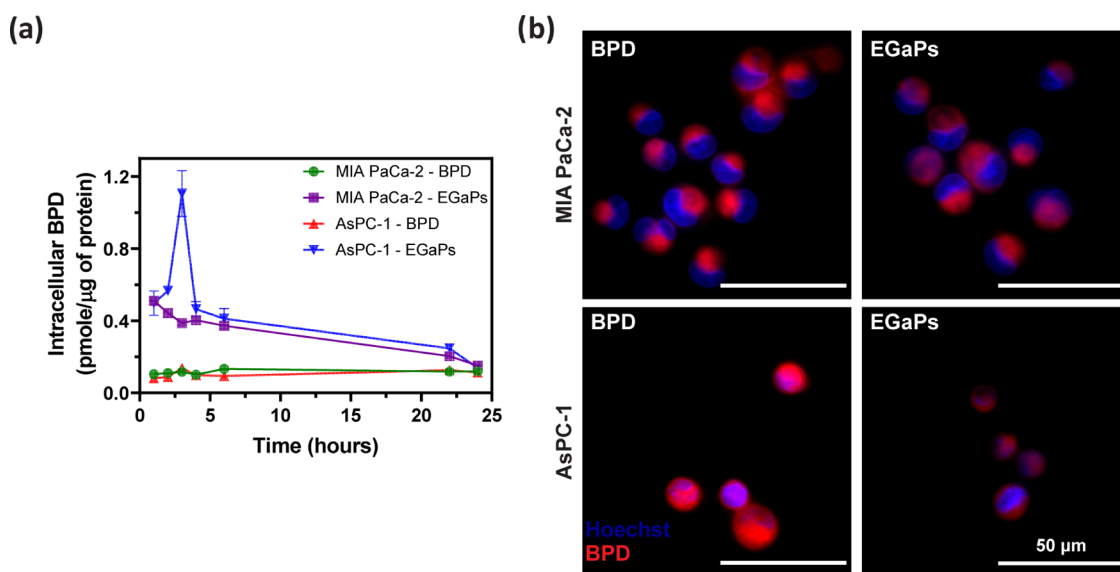 (a)
Intracellular BPD
(pmole/µg of protein)
1.2
0.8
0.4
0.0
0
5
10
15
20
25
Time (hours)
MIA PaCa-2 - BPD
MIA PaCa-2 - EGaPs
AsPC-1 - BPD
AsPC-1 - EGaPs
(b)
MIA PaCa-2
BPD
EGaPs
AsPC-1
BPD
EGaPs
Hoechst
BPD
50 µm